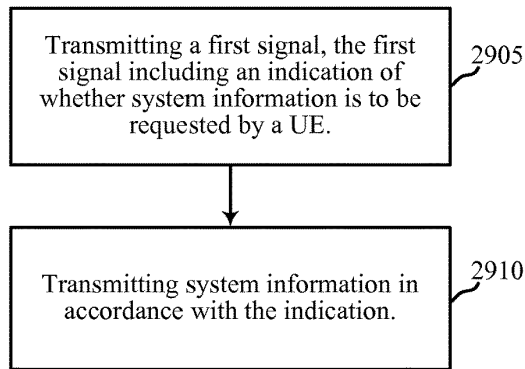 Transmitting a first signal, the first
signal including an indication of
whether system information is to be
requested by a UE.
2905
Transmitting system information in
accordance with the indication.
2910